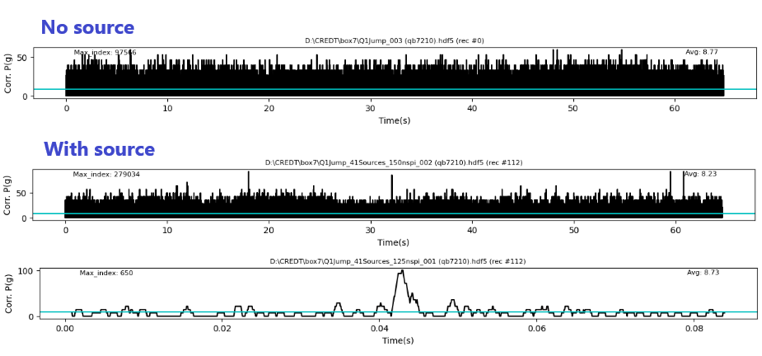 No source
D:\CREDT\box7\Q1Jump_003 (qb7210).hdf5 (rec #0)
Max_index: 97566
Avg: 8.77
50
0
Corr. P(g)
0 10 20 30 40 50 60
Time(s)
With source
D:\CREDT\box7\Q1Jump_41Sources_150nspi_002 (qb7210).hdf5 (rec #112)
Max_index: 279034
Avg: 8.23
50
0
Corr. P(g)
0 10 20 30 40 50 60
Time(s)
D:\CREDT\box7\Q1Jump_41Sources_125nspi_001 (qb7210).hdf5 (rec #112)
Max_index: 650
Avg: 8.73
100
50
0
Corr. P(g)
0.00 0.02 0.04 0.06 0.08
Time(s)